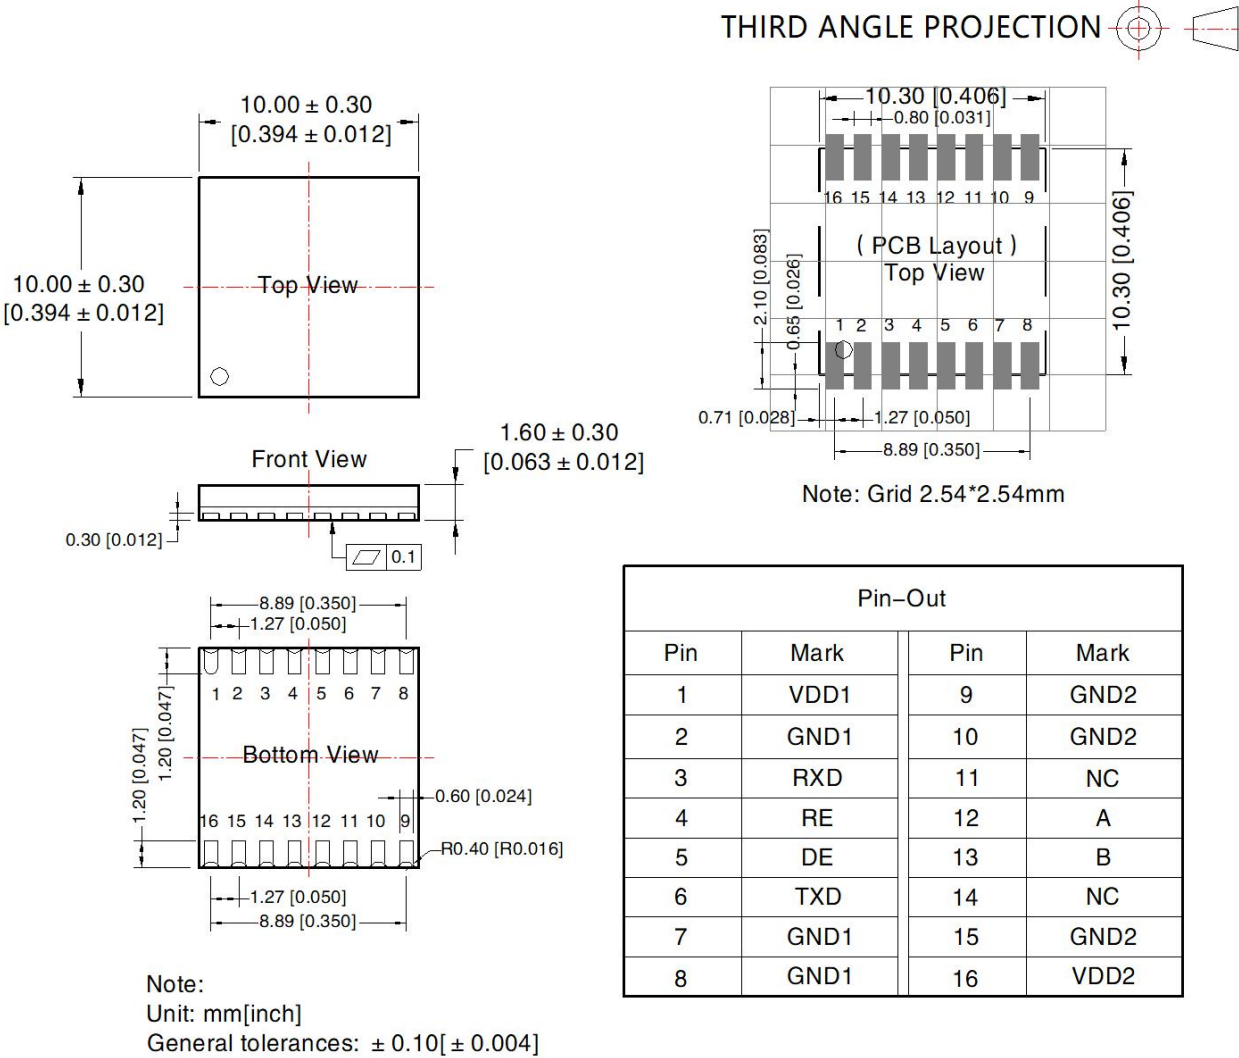 THIRD ANGLE PROJECTION
10.00 ± 0.30
[0.394 ± 0.012]
10.00 ± 0.30
[0.394 ± 0.012]
Top View
10.30 [0.406]
0.80 [0.031]
16 15 14 13 12 11 10 9
( PCB Layout )
Top View
2.10 [0.083]
0.65 [0.026]
10.30 [0.406]
1 2 3 4 5 6 7 8
0.71 [0.028]
1.27 [0.050]
8.89 [0.350]
Note: Grid 2.54*2.54mm
Front View
1.60 ± 0.30
[0.063 ± 0.012]
0.30 [0.012]
0.1
8.89 [0.350]
1.27 [0.050]
1 2 3 4 5 6 7 8
1.20 [0.047]
1.20 [0.047]
Bottom View
0.60 [0.024]
16 15 14 13 12 11 10 9
R0.40 [R0.016]
1.27 [0.050]
8.89 [0.350]
Note:
Unit: mm[inch]
General tolerances: ± 0.10[ ± 0.004]
Pin-Out
Pin Mark Pin Mark
1 VDD1 9 GND2
2 GND1 10 GND2
3 RXD 11 NC
4 RE 12 A
5 DE 13 B
6 TXD 14 NC
7 GND1 15 GND2
8 GND1 16 VDD2